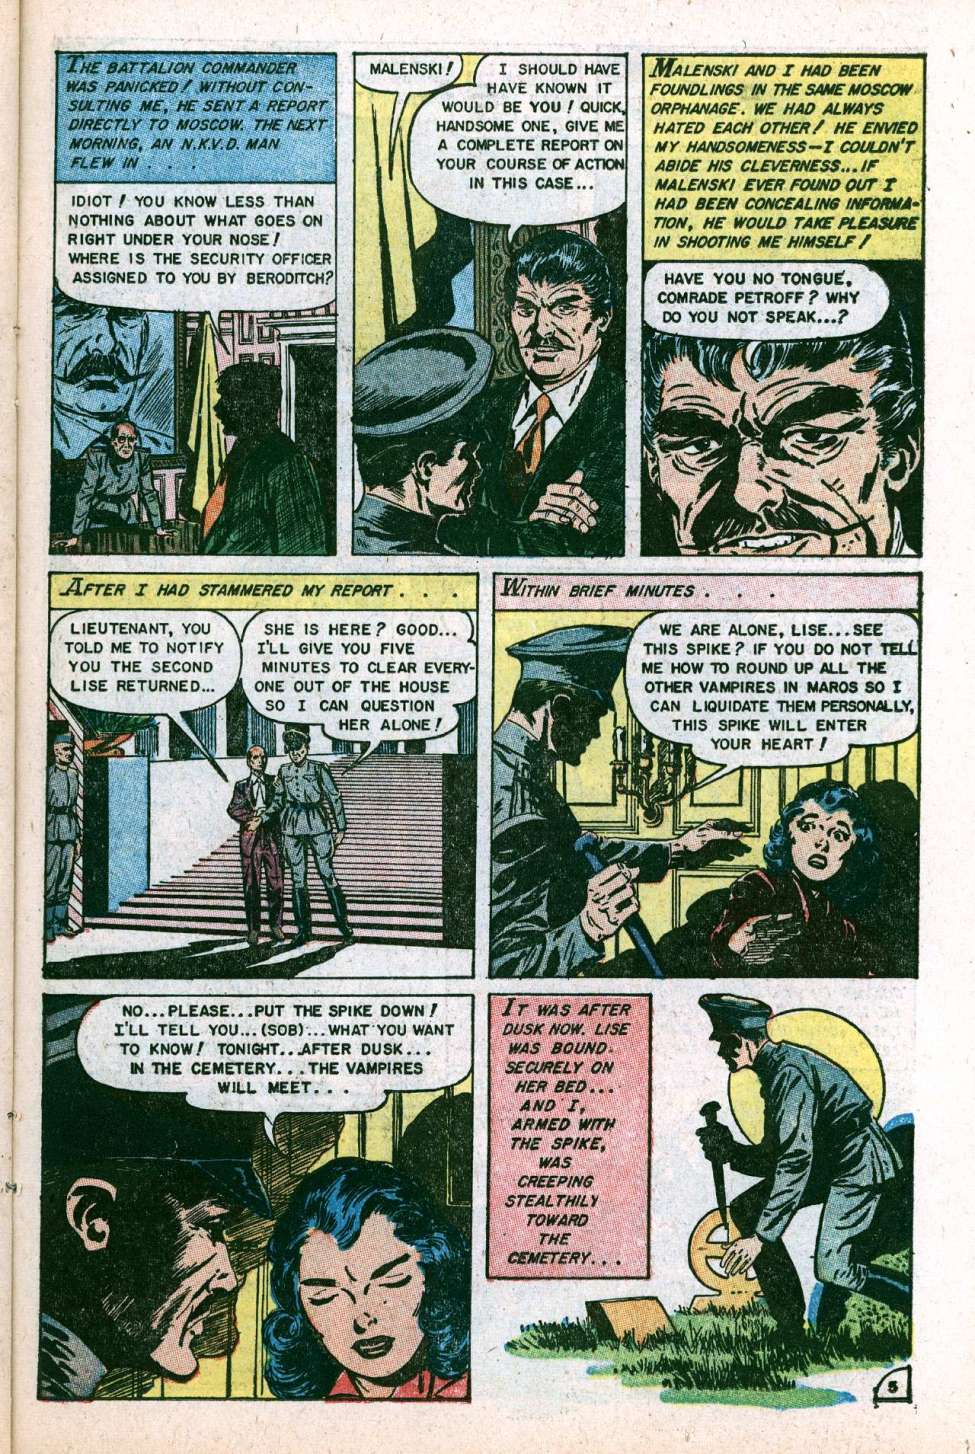 THE BATTALION COMMANDER
WAS PANICKED! WITHOUT CON-
SULTING ME, HE SENT A REPORT
DIRECTLY TO MOSCOW. THE NEXT
MORNING, AN N.K.V.D. MAN
FLEW IN . . . .
IDIOT! YOU KNOW LESS THAN
NOTHING ABOUT WHAT GOES ON
RIGHT UNDER YOUR NOSE!
WHERE IS THE SECURITY OFFICER
ASSIGNED TO YOU BY BERODITCH?
MALENSKI!
I SHOULD HAVE
HAVE KNOWN IT
WOULD BE YOU! QUICK,
HANDSOME ONE, GIVE ME
A COMPLETE REPORT ON
YOUR COURSE OF ACTION
IN THIS CASE...
MALENSKI AND I HAD BEEN
FOUNDLINGS IN THE SAME MOSCOW
ORPHANAGE. WE HAD ALWAYS
HATED EACH OTHER! HE ENVIED
MY HANDSOMENESS—I COULDN'T
ABIDE HIS CLEVERNESS...IF
MALENSKI EVER FOUND OUT I
HAD BEEN CONCEALING INFORMA-
TION, HE WOULD TAKE PLEASURE
IN SHOOTING ME HIMSELF!
HAVE YOU NO TONGUE,
COMRADE PETROFF? WHY
DO YOU NOT SPEAK...?
AFTER I HAD STAMMERED MY REPORT . . .
LIEUTENANT, YOU
TOLD ME TO NOTIFY
YOU THE SECOND
LISE RETURNED...
SHE IS HERE? GOOD...
I'LL GIVE YOU FIVE
MINUTES TO CLEAR EVERY-
ONE OUT OF THE HOUSE
SO I CAN QUESTION
HER ALONE!
WITHIN BRIEF MINUTES . . .
WE ARE ALONE, LISE...SEE
THIS SPIKE? IF YOU DO NOT TELL
ME HOW TO ROUND UP ALL THE
OTHER VAMPIRES IN MAROS SO I
CAN LIQUIDATE THEM PERSONALLY,
THIS SPIKE WILL ENTER
YOUR HEART!
NO...PLEASE...PUT THE SPIKE DOWN!
I'LL TELL YOU...(SOB)...WHAT YOU WANT
TO KNOW! TONIGHT...AFTER DUSK...
IN THE CEMETERY...THE VAMPIRES
WILL MEET...
IT WAS AFTER
DUSK NOW. LISE
WAS BOUND
SECURELY ON
HER BED...
AND I,
ARMED WITH
THE SPIKE,
WAS
CREEPING
STEALTHILY
TOWARD
THE
CEMETERY...
5